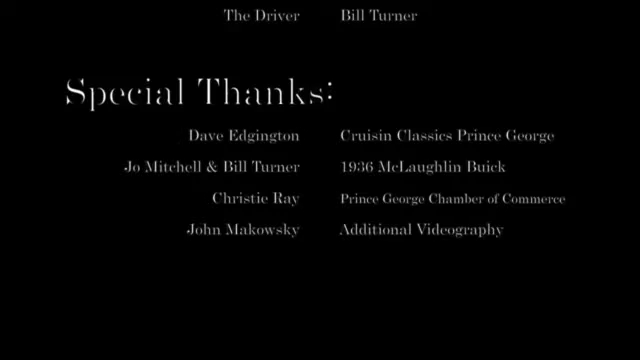 The Driver Bill Turner
Special Thanks:
Dave Edgington Cruisin Classics Prince George
Jo Mitchell & Bill Turner 1936 McLaughlin Buick
Christie Ray Prince George Chamber of Commerce
John Makowsky Additional Videography